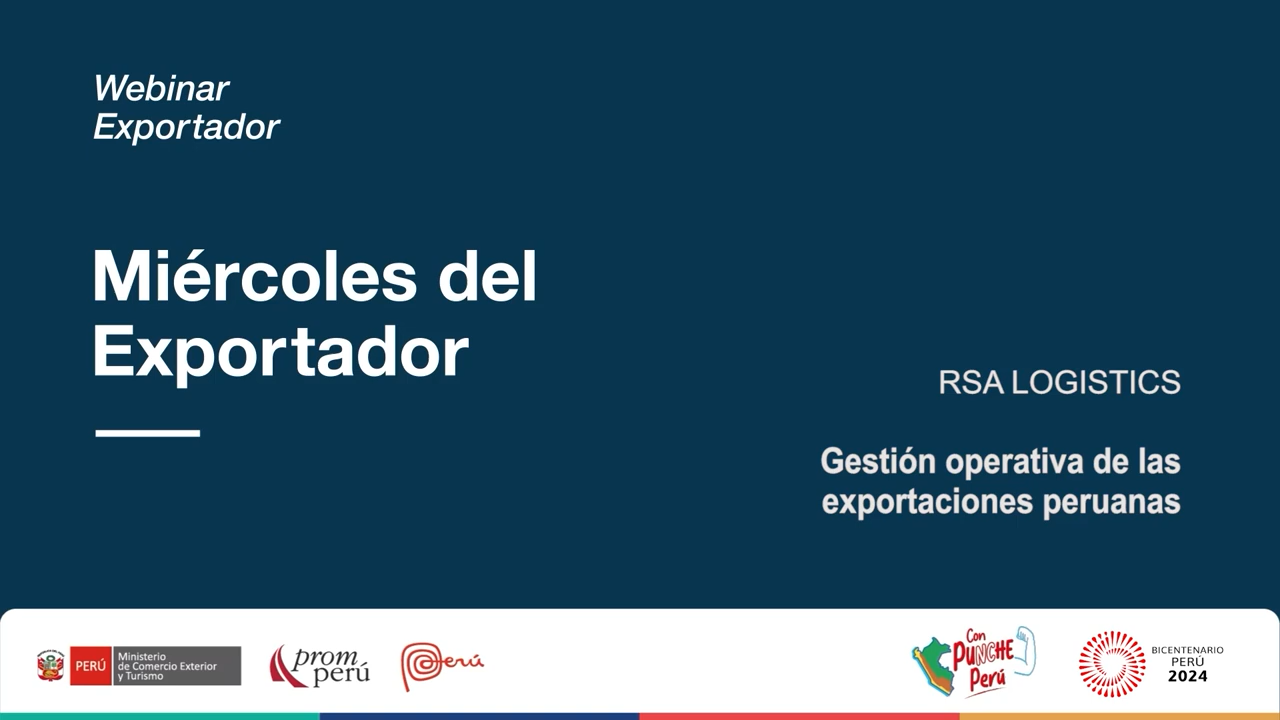 Webinar
Exportador
Miércoles del
Exportador
RSA LOGISTICS
Gestión operativa de las
exportaciones peruanas
PERÚ
Ministerio
de Comercio Exterior
y Turismo
prom
perú
Perú
Con
PUNCHE
Perú
BICENTENARIO
PERÚ
2024